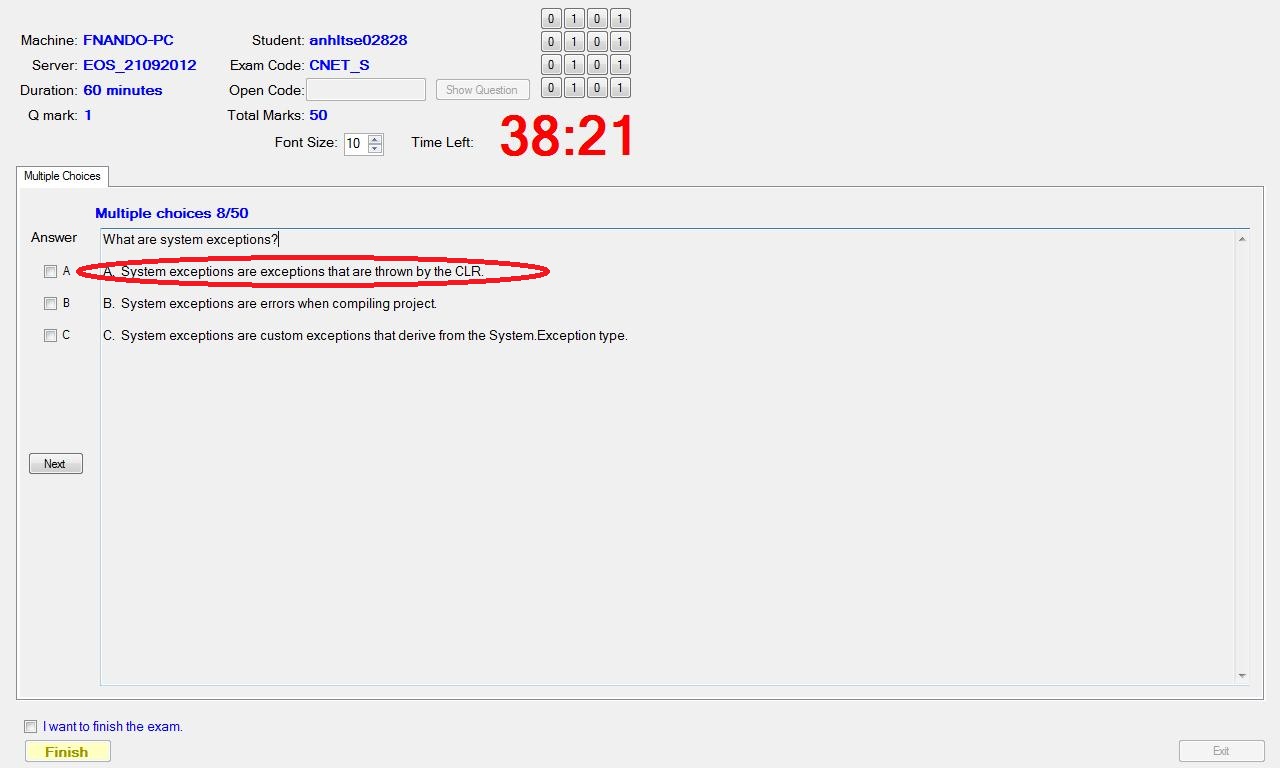 0 1 0 1
Machine: FNANDO-PC Student: anhltse02828
0 1 0 1
Server: EOS_21092012 Exam Code: CNET_S
0 1 0 1
Duration: 60 minutes Open Code: Show Question
0 1 0 1
Q mark: 1 Total Marks: 50
Font Size: 10 Time Left: 38:21
Multiple Choices
Multiple choices 8/50
Answer What are system exceptions?
A A. System exceptions are exceptions that are thrown by the CLR.
B B. System exceptions are errors when compiling project.
C C. System exceptions are custom exceptions that derive from the System.Exception type.
Next
I want to finish the exam.
Finish Exit